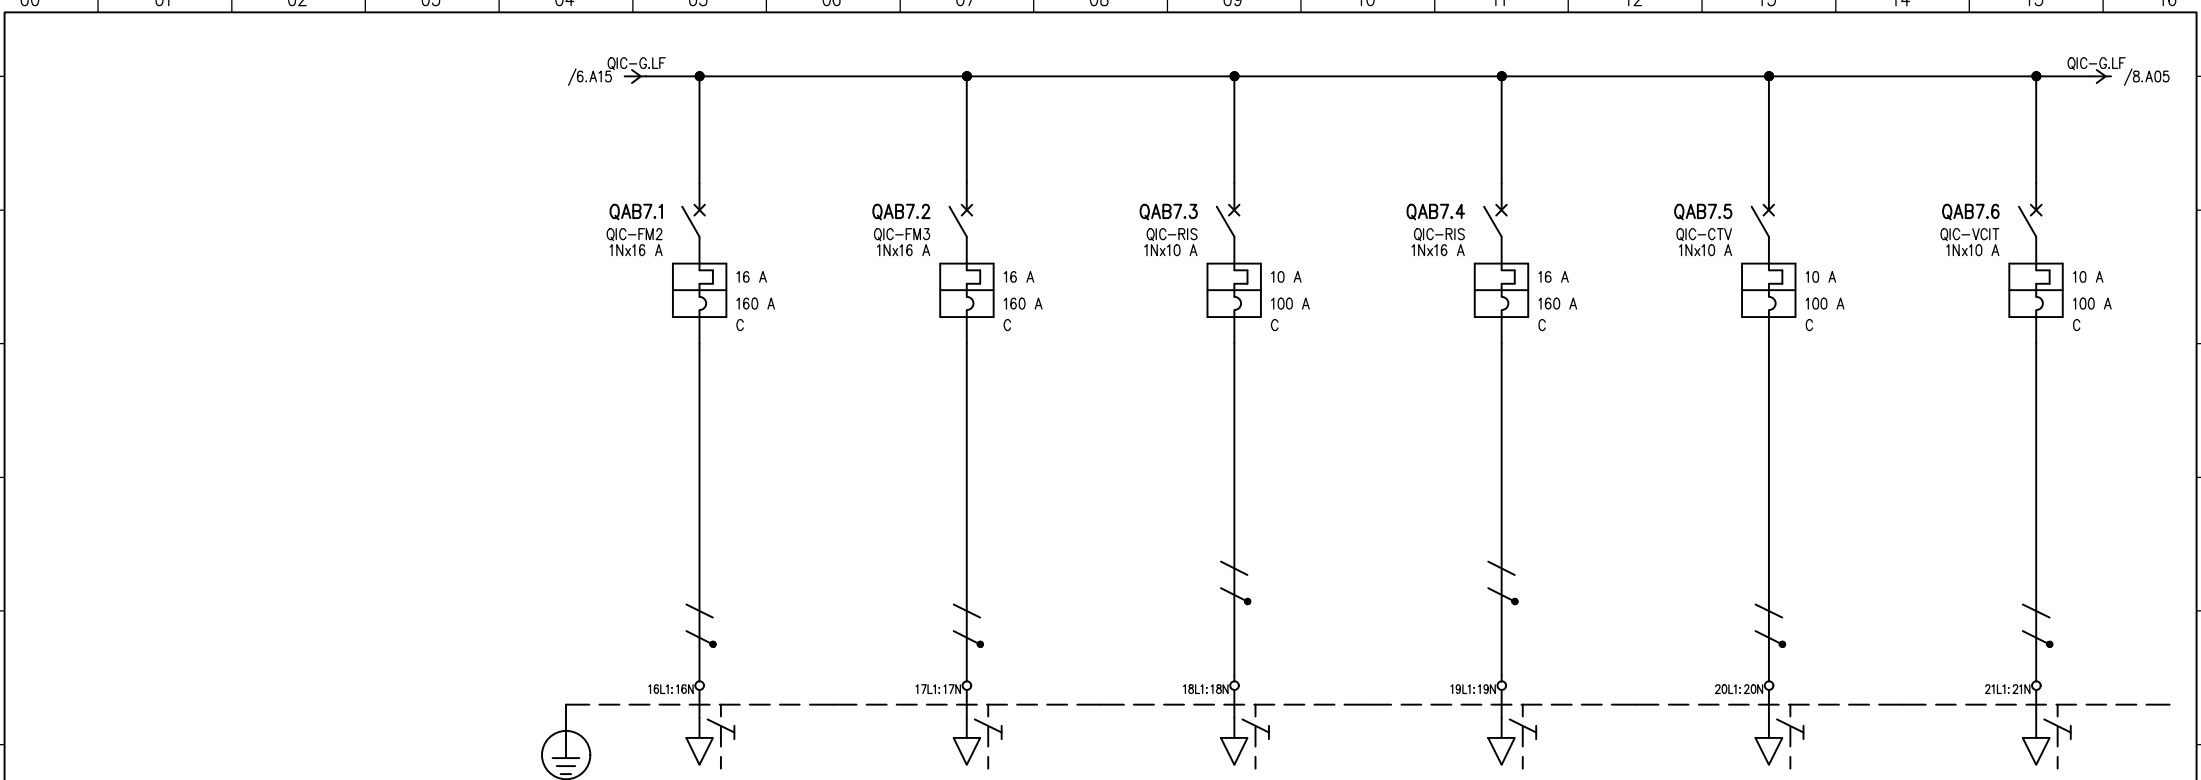 00 01 02 03 04 05 06 07 08 09 10 11 12 13 14 15 16
QIC-G.LF
/6.A15
QIC-G.LF
/8.A05
QAB7.1
QIC-FM2
1Nx16 A
16 A
160 A
C
QAB7.2
QIC-FM3
1Nx16 A
16 A
160 A
C
QAB7.3
QIC-RIS
1Nx10 A
10 A
100 A
C
QAB7.4
QIC-RIS
1Nx16 A
16 A
160 A
C
QAB7.5
QIC-CTV
1Nx10 A
10 A
100 A
C
QAB7.6
QIC-VCIT
1Nx10 A
10 A
100 A
C
16L1:16N
17L1:17N
18L1:18N
19L1:19N
20L1:20N
21L1:21N